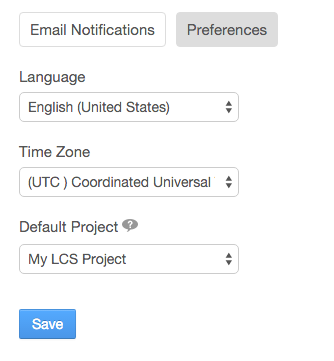 Email Notifications Preferences
Language
English (United States)
Time Zone
(UTC ) Coordinated Universal
Default Project ?
My LCS Project
Save